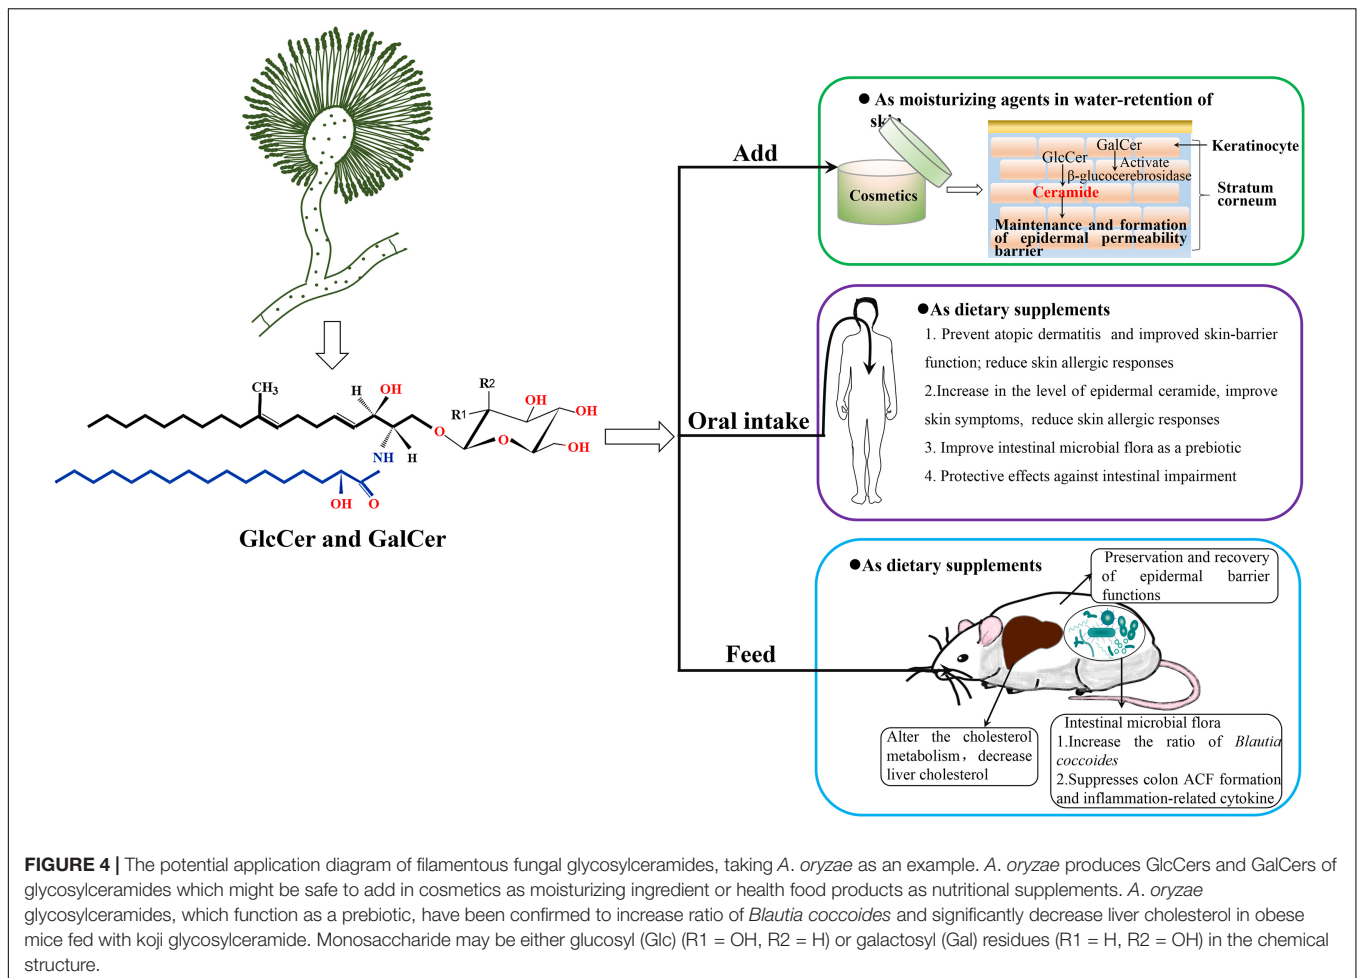 ● As moisturizing agents in water-retention of
skin
Add
Cosmetics
GalCer
GlcCer
Activate
β-glucocerebrosidase
Ceramide
Maintenance and formation
of epidermal permeability
barrier
Keratinocyte
Stratum
corneum
CH3
H
OH
R2
R1
OH
OH
O
O
OH
NH
H
OH
O
GlcCer and GalCer
Oral intake
●As dietary supplements
1. Prevent atopic dermatitis and improved skin-barrier
function; reduce skin allergic responses
2.Increase in the level of epidermal ceramide, improve
skin symptoms, reduce skin allergic responses
3. Improve intestinal microbial flora as a prebiotic
4. Protective effects against intestinal impairment
Feed
●As dietary supplements
Preservation and recovery
of epidermal barrier
functions
Alter the cholesterol
metabolism, decrease
liver cholesterol
Intestinal microbial flora
1.Increase the ratio of Blautia
coccoides
2.Suppresses colon ACF formation
and inflammation-related cytokine
FIGURE 4 | The potential application diagram of filamentous fungal glycosylceramides, taking A. oryzae as an example. A. oryzae produces GlcCers and GalCers of
glycosylceramides which might be safe to add in cosmetics as moisturizing ingredient or health food products as nutritional supplements. A. oryzae
glycosylceramides, which function as a prebiotic, have been confirmed to increase ratio of Blautia coccoides and significantly decrease liver cholesterol in obese
mice fed with koji glycosylceramide. Monosaccharide may be either glucosyl (Glc) (R1 = OH, R2 = H) or galactosyl (Gal) residues (R1 = H, R2 = OH) in the chemical
structure.